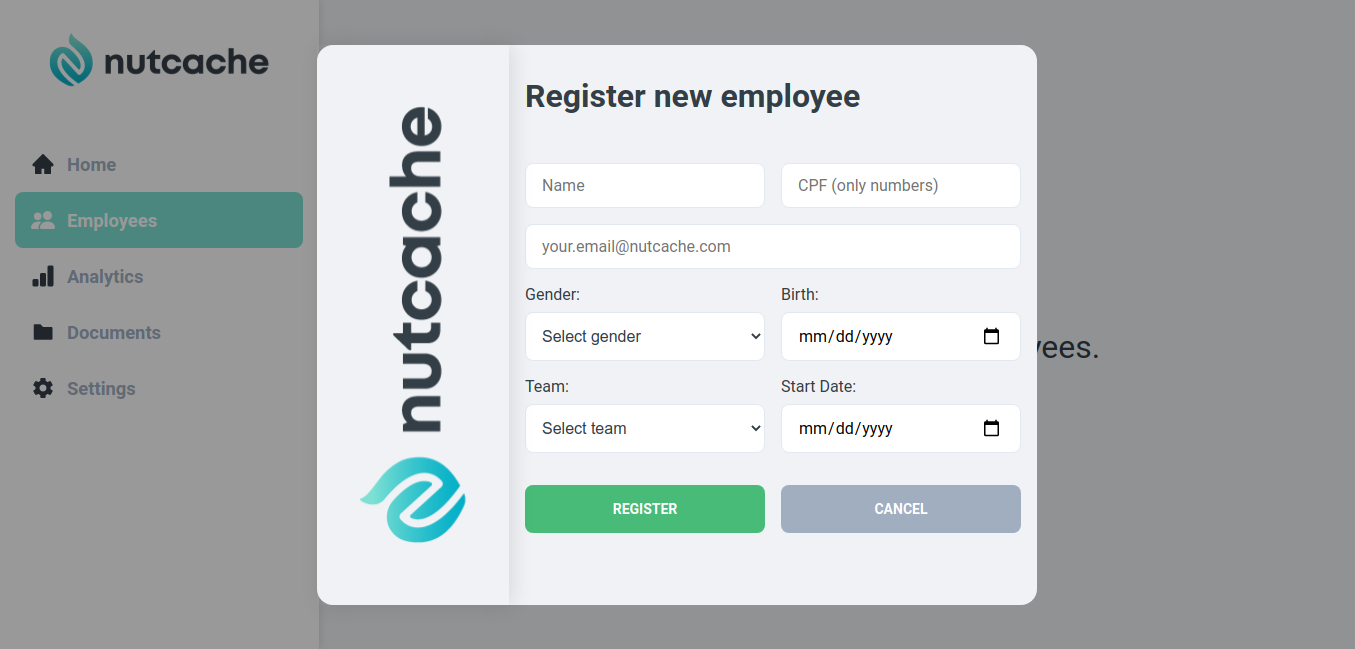 nutcache
Home
Employees
Analytics
Documents
Settings
nutcache
Register new employee
Name
CPF (only numbers)
your.email@nutcache.com
Gender:
Birth:
Select gender
mm/dd/yyyy
Team:
Start Date:
Select team
mm/dd/yyyy
REGISTER
CANCEL